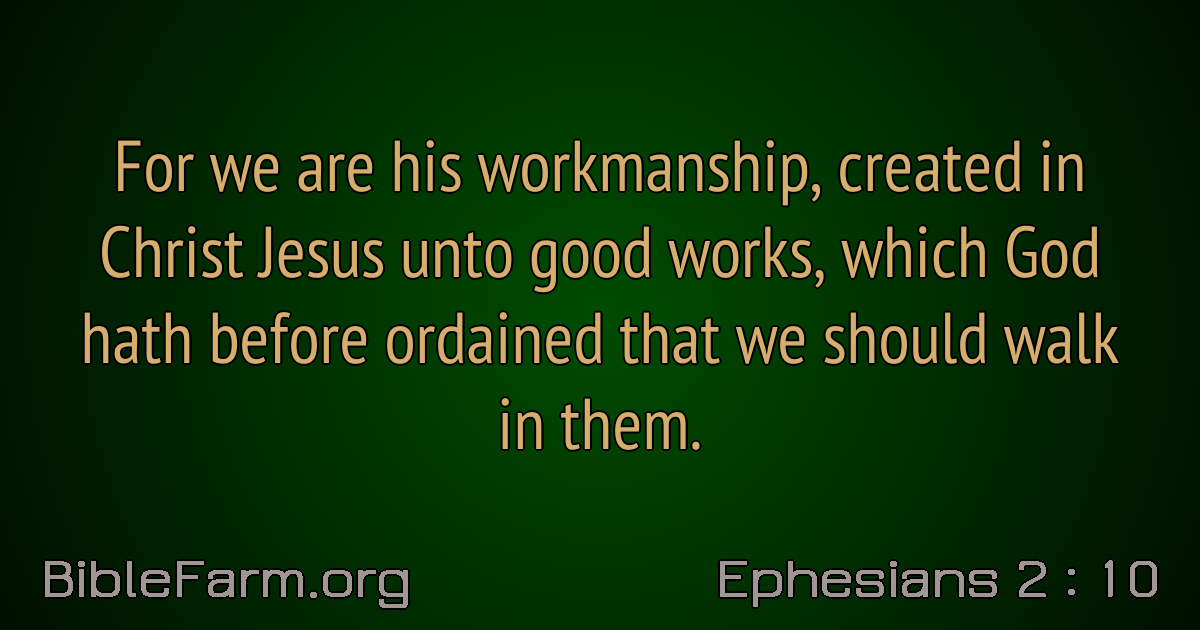 For we are his workmanship, created in
Christ Jesus unto good works, which God
hath before ordained that we should walk
in them.
BibleFarm.org
Ephesians 2 : 10